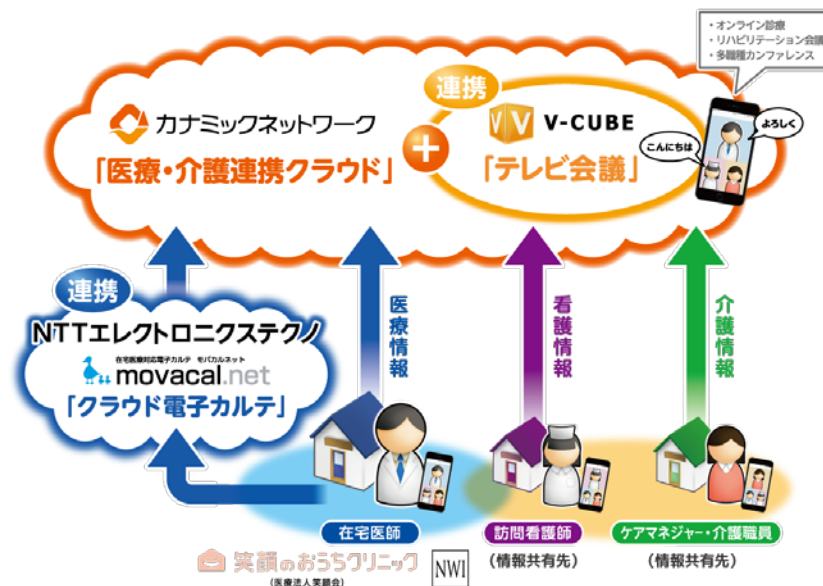 ・オンライン診療
・リハビリテーション会議
・多職種カンファレンス
連携
カナミックネットワーク
「医療・介護連携クラウド」
+
V-CUBE
「テレビ会議」
よろしく
こんにちは
連携
NTTエレクトロニクステクノ
在宅医療対応電子カルテ モバカルネット
movacal.net
「クラウド電子カルテ」
医療情報
看護情報
介護情報
在宅医師
訪問看護師
ケアマネジャー・介護職員
(情報共有先)
(情報共有先)
笑顔のおうちクリニック
(医療法人笑顔会)
NWI